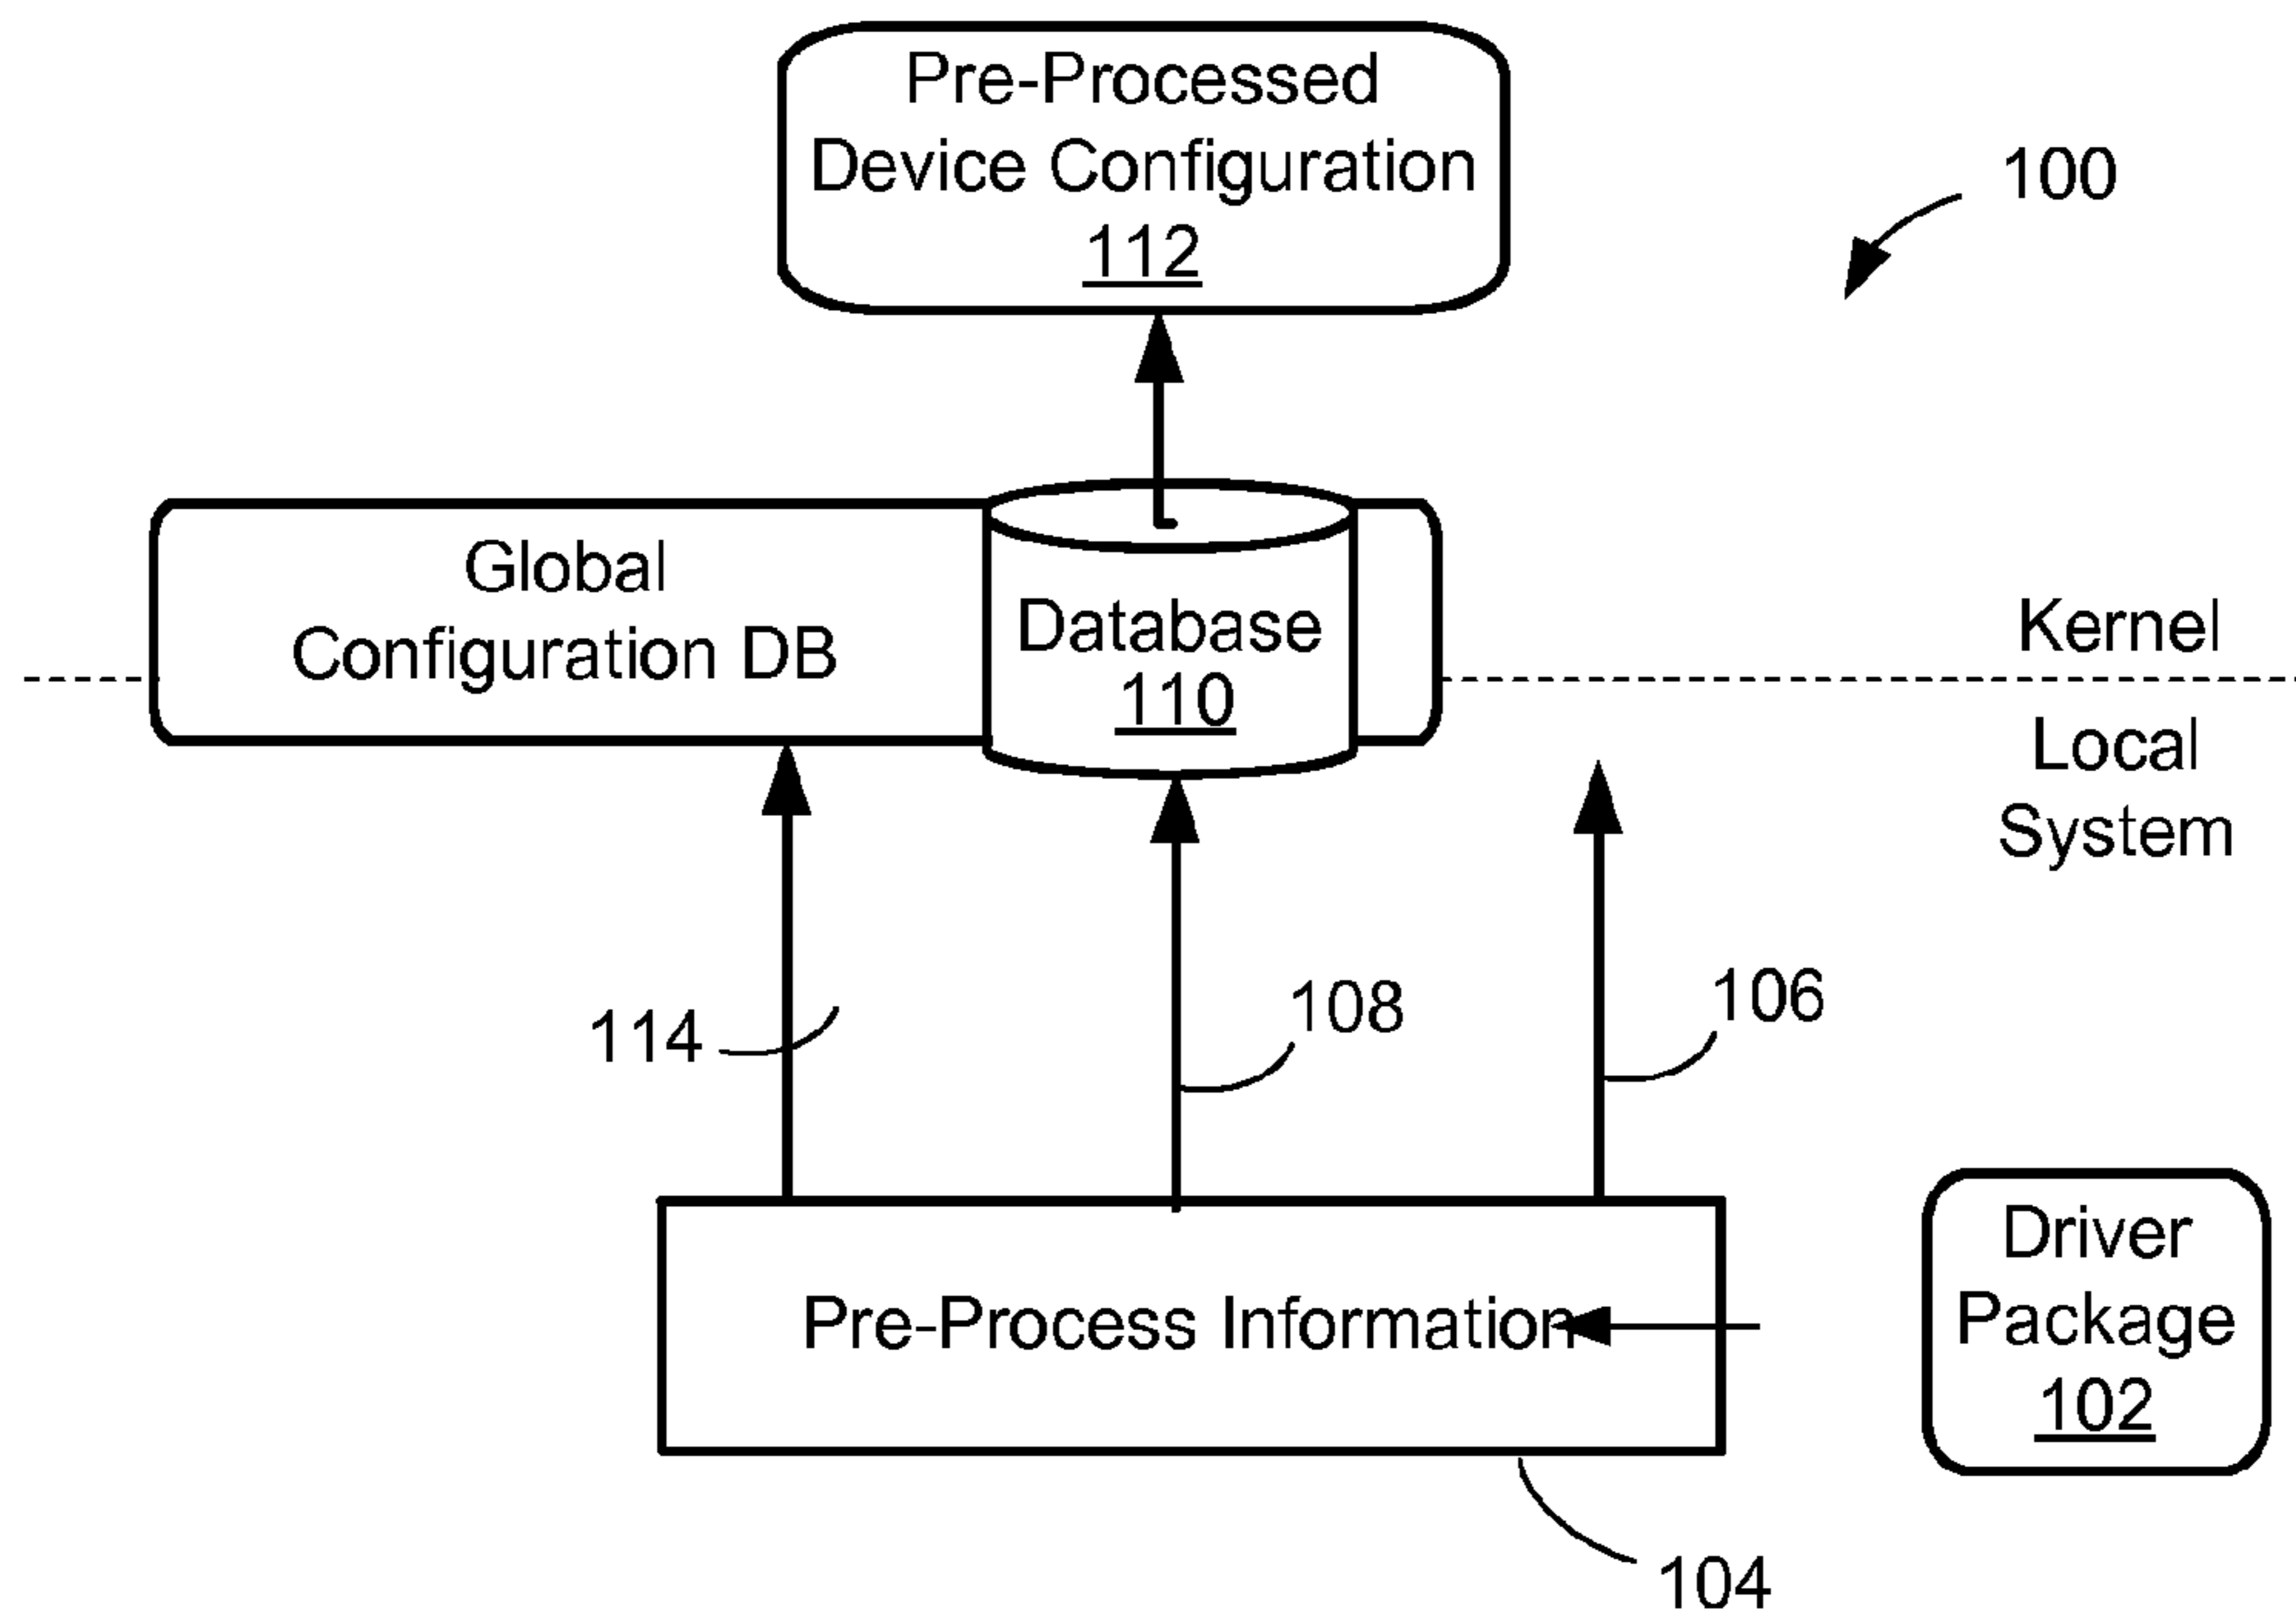 Pre-Processed
Device Configuration
112
100
Global
Configuration DB
Database
110
Kernel
Local
System
114
108
106
Pre-Process Information
Driver
Package
102
104